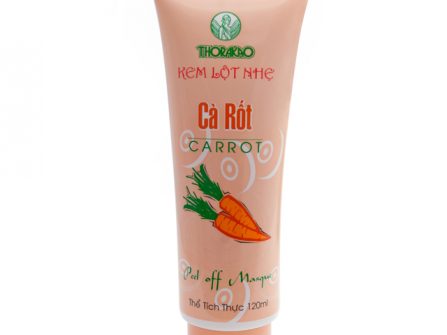 THORAKAO
KEM LỘT NHẸ
Cà Rốt
CARROT
Peel off Masque
Thể Tích Thực 120ml